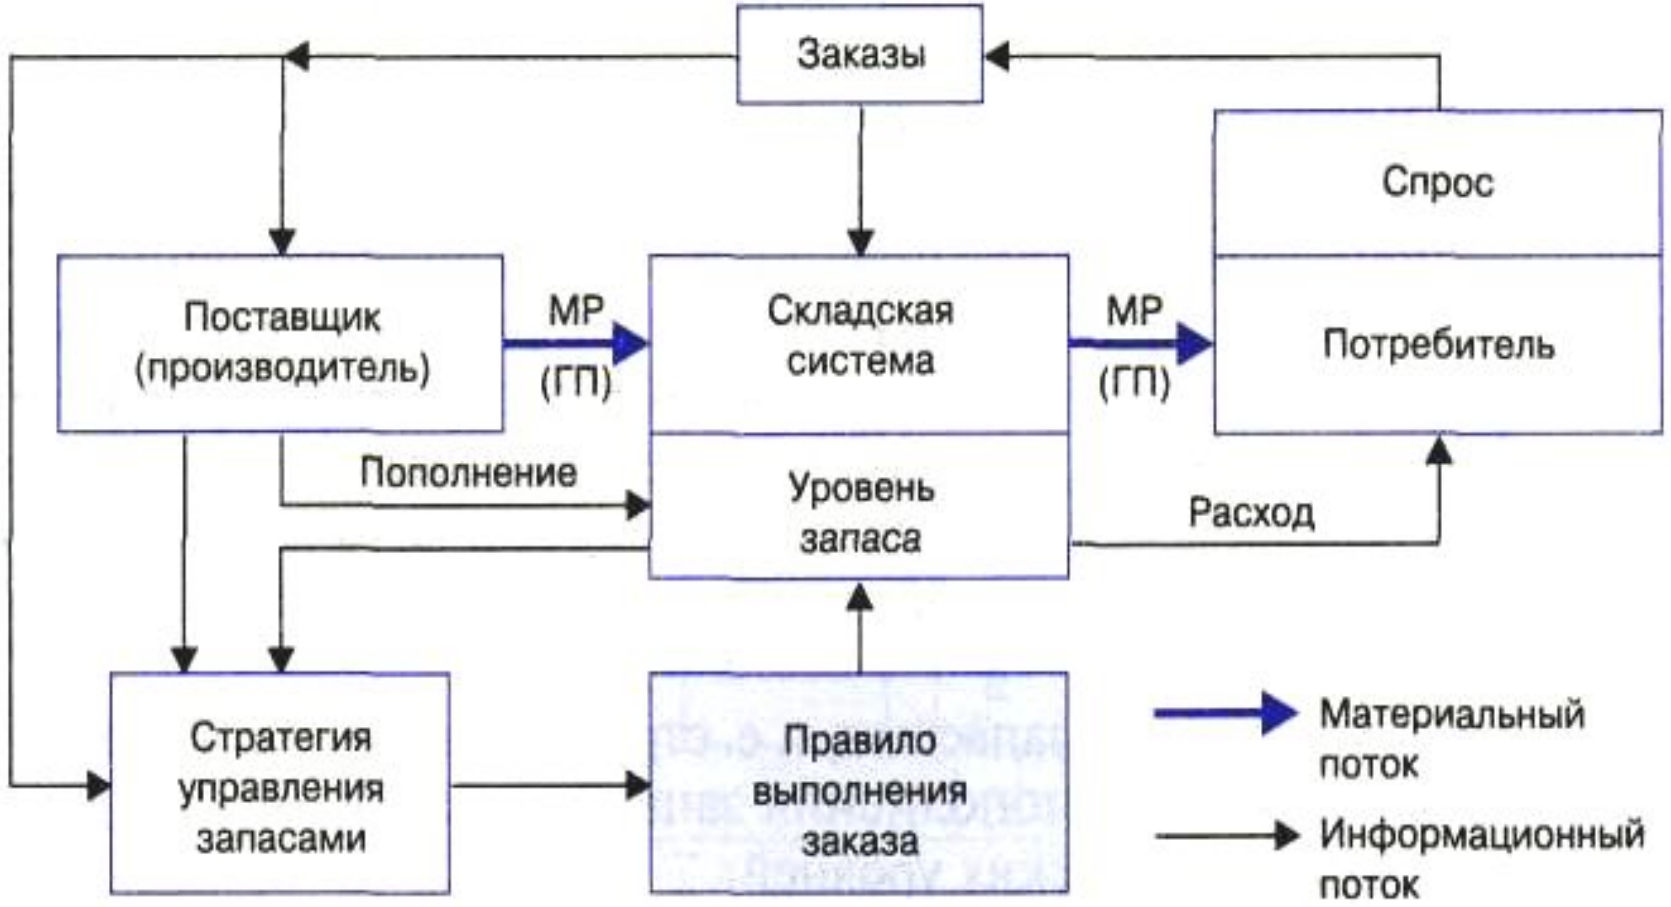 Заказы
Спрос
Поставщик
(производитель)
МР
(ГП)
Складская
система
МР
(ГП)
Потребитель
Пополнение
Уровень
запаса
Расход
Стратегия
управления
запасами
Правило
выполнения
заказа
Материальный
поток
Информационный
поток